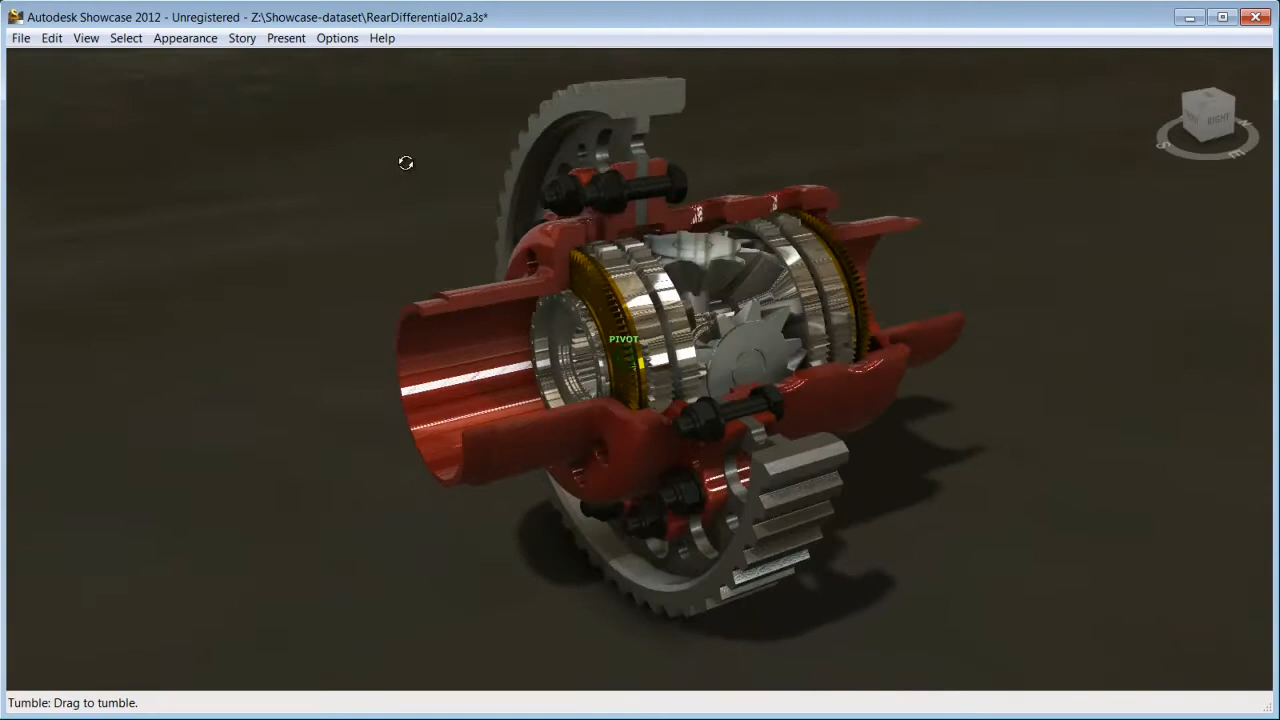 Autodesk Showcase 2012 - Unregistered - Z:\Showcase-dataset\RearDifferential02.a3s*
File Edit View Select Appearance Story Present Options Help
RIGHT
S
E
PIVOT
Tumble: Drag to tumble.